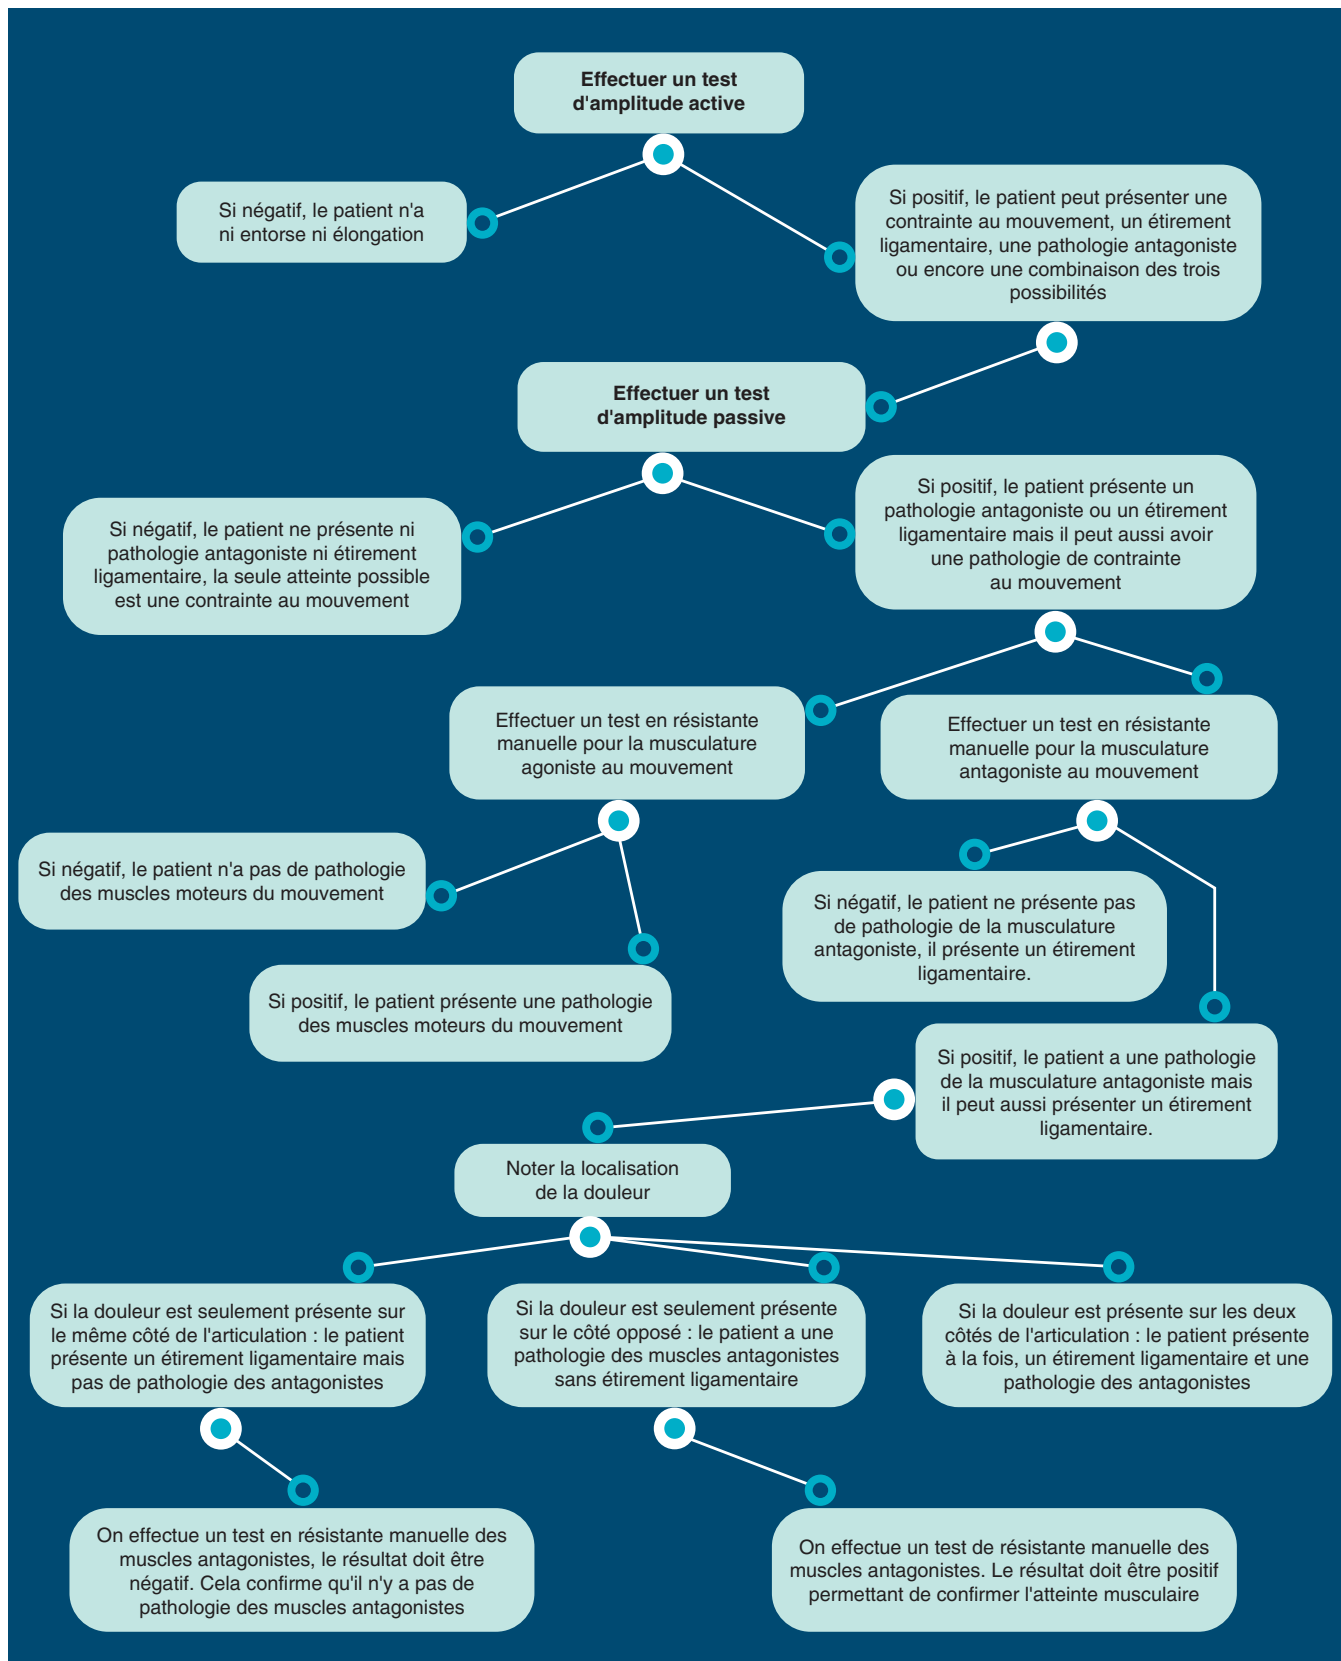 Effectuer un test
d'amplitude active
Si négatif, le patient n'a
ni entorse ni élongation
Si positif, le patient peut présenter une
contrainte au mouvement, un étirement
ligamentaire, une pathologie antagoniste
ou encore une combinaison des trois
possibilités
Effectuer un test
d'amplitude passive
Si négatif, le patient ne présente ni
pathologie antagoniste ni étirement
ligamentaire, la seule atteinte possible
est une contrainte au mouvement
Si positif, le patient présente un
pathologie antagoniste ou un étirement
ligamentaire mais il peut aussi avoir
une pathologie de contrainte
au mouvement
Effectuer un test en résistante
manuelle pour la musculature
agoniste au mouvement
Effectuer un test en résistante
manuelle pour la musculature
antagoniste au mouvement
Si négatif, le patient n'a pas de pathologie
des muscles moteurs du mouvement
Si négatif, le patient ne présente pas
de pathologie de la musculature
antagoniste, il présente un étirement
ligamentaire.
Si positif, le patient présente une pathologie
des muscles moteurs du mouvement
Si positif, le patient a une pathologie
de la musculature antagoniste mais
il peut aussi présenter un étirement
ligamentaire.
Noter la localisation
de la douleur
Si la douleur est seulement présente sur
le même côté de l'articulation : le patient
présente un étirement ligamentaire mais
pas de pathologie des antagonistes
Si la douleur est seulement présente
sur le côté opposé : le patient a une
pathologie des muscles antagonistes
sans étirement ligamentaire
Si la douleur est présente sur les deux
côtés de l'articulation : le patient présente
à la fois, un étirement ligamentaire et une
pathologie des antagonistes
On effectue un test en résistante manuelle des
muscles antagonistes, le résultat doit être
négatif. Cela confirme qu'il n'y a pas de
pathologie des muscles antagonistes
On effectue un test de résistante manuelle des
muscles antagonistes. Le résultat doit être positif
permettant de confirmer l'atteinte musculaire